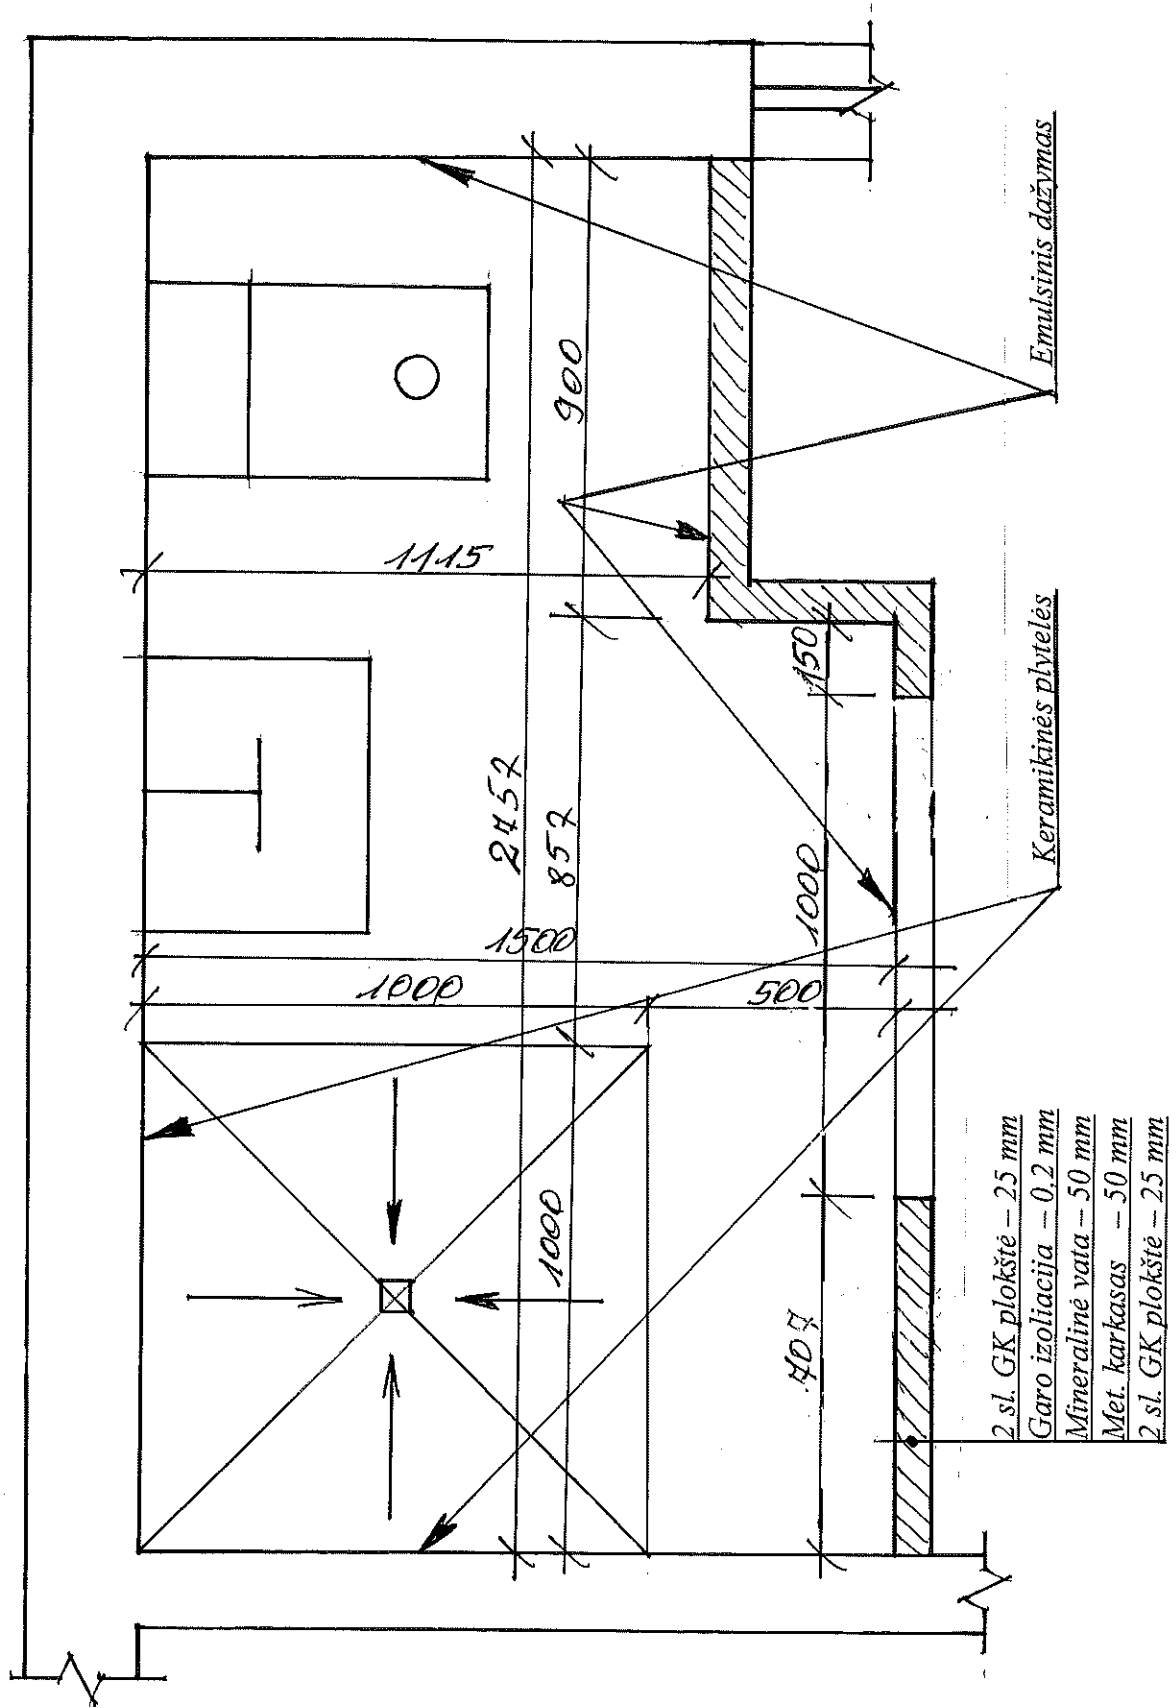 1115
1000
1500
500
2757
1000
857
900
707
1000
150
2 sl. GK plokštė – 25 mm
Garo izoliacija – 0,2 mm
Mineralinė vata – 50 mm
Met. karkasas – 50 mm
2 sl. GK plokštė – 25 mm
Keramikinės plytelės
Emulsinis dažymas